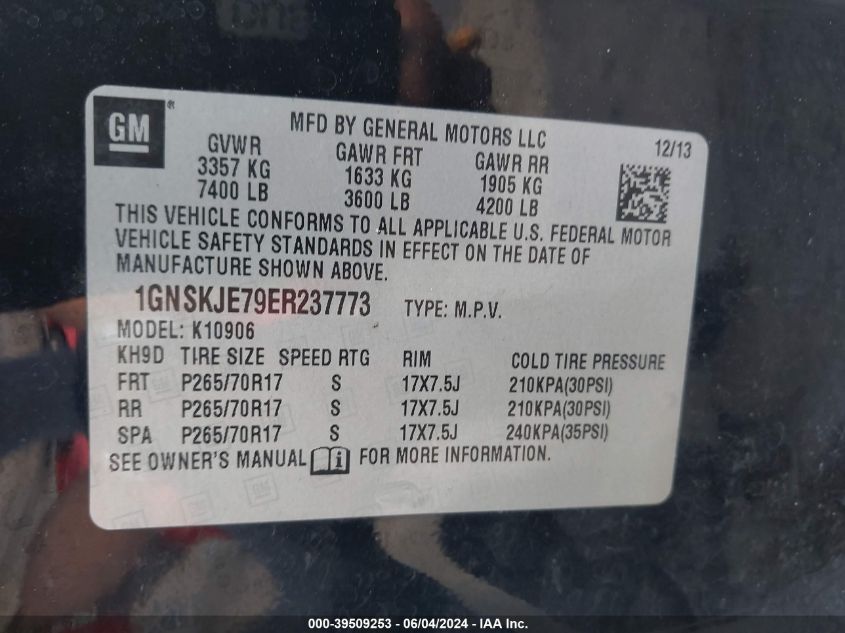 GM ®
MFD BY GENERAL MOTORS LLC 12/13
GVWR GAWR FRT GAWR RR
3357 KG 1633 KG 1905 KG
7400 LB 3600 LB 4200 LB
THIS VEHICLE CONFORMS TO ALL APPLICABLE U.S. FEDERAL MOTOR
VEHICLE SAFETY STANDARDS IN EFFECT ON THE DATE OF
MANUFACTURE SHOWN ABOVE.
1GNSKJE79ER237773 TYPE: M.P.V.
MODEL: K10906
KH9D TIRE SIZE SPEED RTG RIM COLD TIRE PRESSURE
FRT P265/70R17 S 17X7.5J 210KPA(30PSI)
RR P265/70R17 S 17X7.5J 210KPA(30PSI)
SPA P265/70R17 S 17X7.5J 240KPA(35PSI)
SEE OWNER'S MANUAL i FOR MORE INFORMATION.
000-39509253 - 06/04/2024 - IAA Inc.